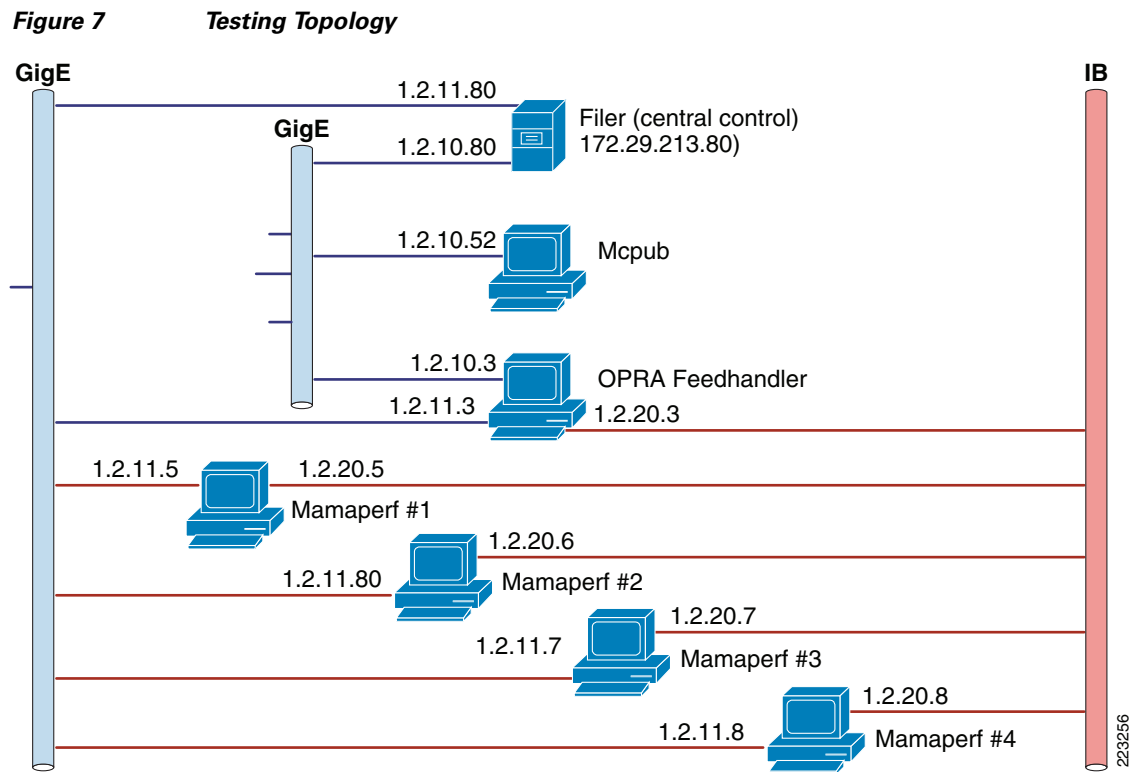 Figure 7 Testing Topology
GigE
IB
1.2.11.80
Filer (central control)
172.29.213.80)
GigE
1.2.10.80
1.2.10.52
Mcpub
1.2.10.3
OPRA Feedhandler
1.2.11.3
1.2.20.3
1.2.11.5
1.2.20.5
Mamaperf #1
1.2.20.6
1.2.11.80
Mamaperf #2
1.2.20.7
1.2.11.7
Mamaperf #3
1.2.20.8
1.2.11.8
Mamaperf #4
223256